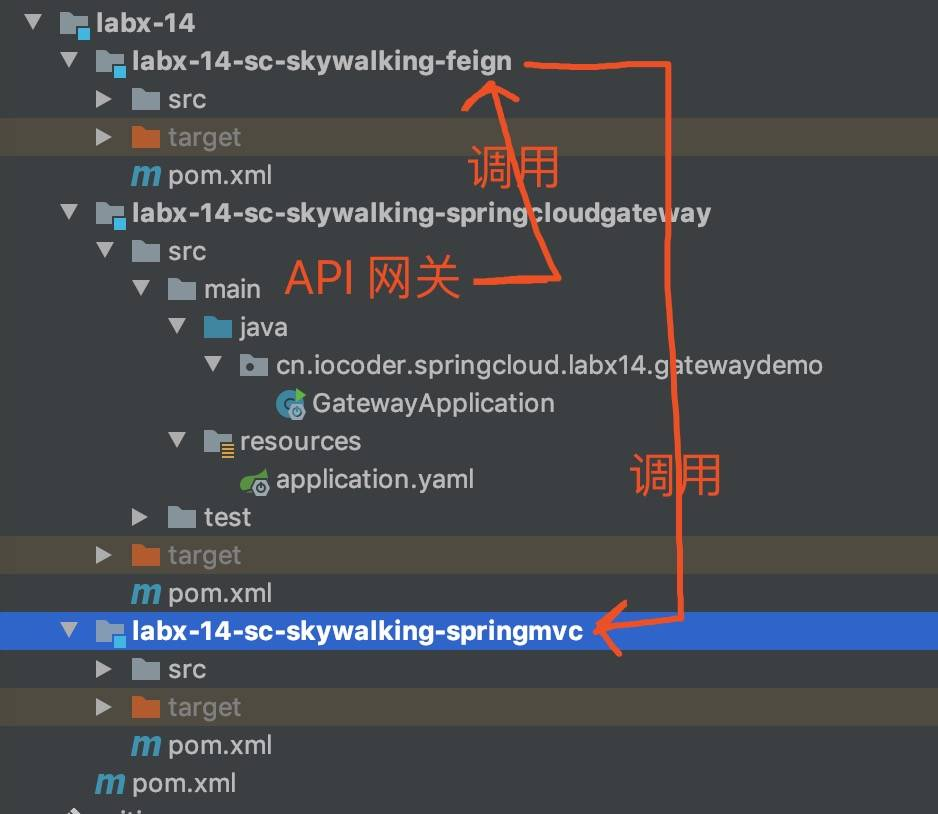 labx-14
labx-14-sc-skywalking-feign
src
target
调用
pom.xml
labx-14-sc-skywalking-springcloudgateway
src
API 网关
main
java
cn.iocoder.springcloud.labx14.gatewaydemo
GatewayApplication
resources
调用
application.yaml
test
target
pom.xml
labx-14-sc-skywalking-springmvc
src
target
pom.xml
pom.xml